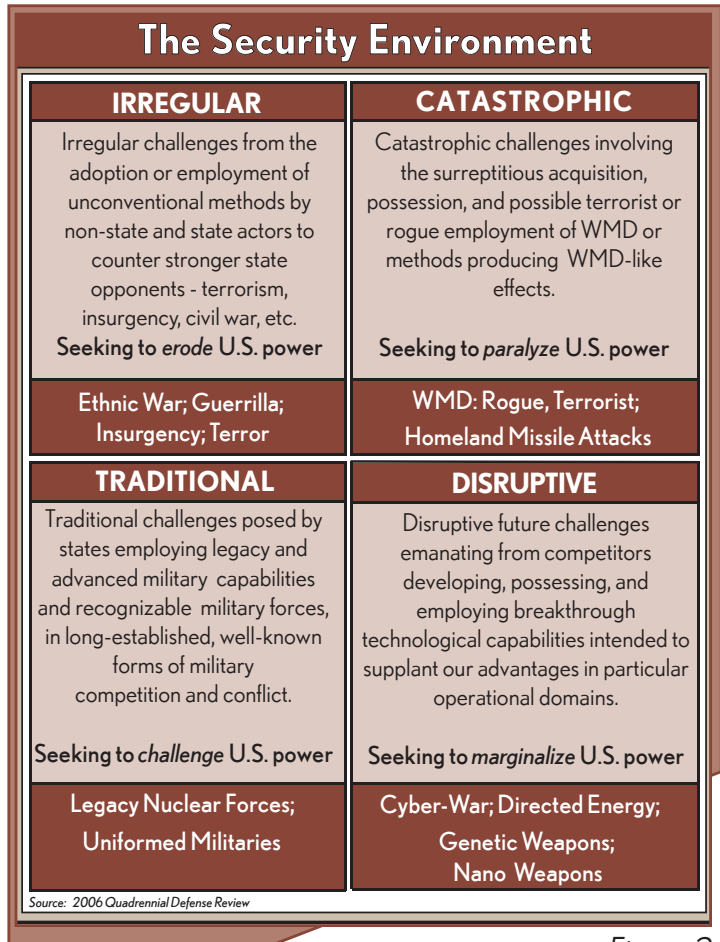 The Security Environment
IRREGULAR
Irregular challenges from the
adoption or employment of
unconventional methods by
non-state and state actors to
counter stronger state
opponents - terrorism,
insurgency, civil war, etc.
Seeking to erode U.S. power
Ethnic War; Guerrilla;
Insurgency; Terror
CATASTROPHIC
Catastrophic challenges involving
the surreptitious acquisition,
possession, and possible terrorist or
rogue employment of WMD or
methods producing WMD-like
effects.
Seeking to paralyze U.S. power
WMD: Rogue, Terrorist;
Homeland Missile Attacks
TRADITIONAL
Traditional challenges posed by
states employing legacy and
advanced military capabilities
and recognizable military forces,
in long-established, well-known
forms of military
competition and conflict.
Seeking to challenge U.S. power
Legacy Nuclear Forces;
Uniformed Militaries
DISRUPTIVE
Disruptive future challenges
emanating from competitors
developing, possessing, and
employing breakthrough
technological capabilities intended to
supplant our advantages in particular
operational domains.
Seeking to marginalize U.S. power
Cyber-War; Directed Energy;
Genetic Weapons;
Nano Weapons
Source: 2006 Quadrennial Defense Review